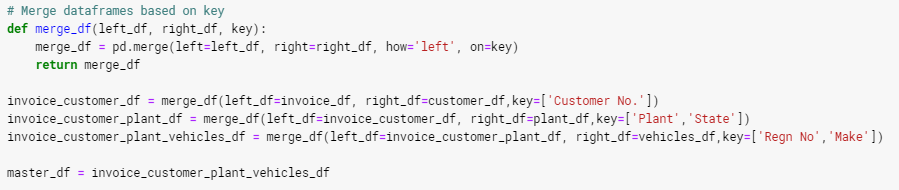 # Merge dataframes based on key
def merge_df(left_df, right_df, key):
    merge_df = pd.merge(left=left_df, right=right_df, how='left', on=key)
    return merge_df

invoice_customer_df = merge_df(left_df=invoice_df, right_df=customer_df,key=['Customer No.'])
invoice_customer_plant_df = merge_df(left_df=invoice_customer_df, right_df=plant_df,key=['Plant','State'])
invoice_customer_plant_vehicles_df = merge_df(left_df=invoice_customer_plant_df, right_df=vehicles_df,key=['Regn No','Make'])

master_df = invoice_customer_plant_vehicles_df